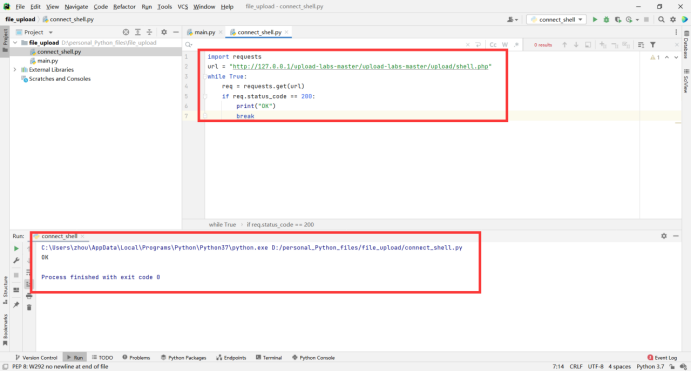 File Edit View Navigate Code Refactor Run Tools VCS Window Help file_upload - connect_shell.py
file_upload connect_shell.py
connect_shell
Project
main.py
connect_shell.py
file_upload D:\personal_Python_files\file_upload
connect_shell.py
main.py
External Libraries
Scratches and Consoles
Cc W .* 0 results
1 import requests
2 url = "http://127.0.0.1/upload-labs-master/upload-labs-master/upload/shell.php"
3 while True:
4 req = requests.get(url)
5 if req.status_code == 200:
6 print("OK")
7 break
1
Project
Database
SciView
while True › if req.status_code == 200
Run: connect_shell
C:\Users\zhou\AppData\Local\Programs\Python\Python37\python.exe D:/personal_Python_files/file_upload/connect_shell.py
OK
Process finished with exit code 0
Structure
Bookmarks
Version Control Run TODO Problems Python Packages Endpoints Terminal Python Console Event Log
PEP 8: W292 no newline at end of file 7:14 CRLF UTF-8 4 spaces Python 3.7